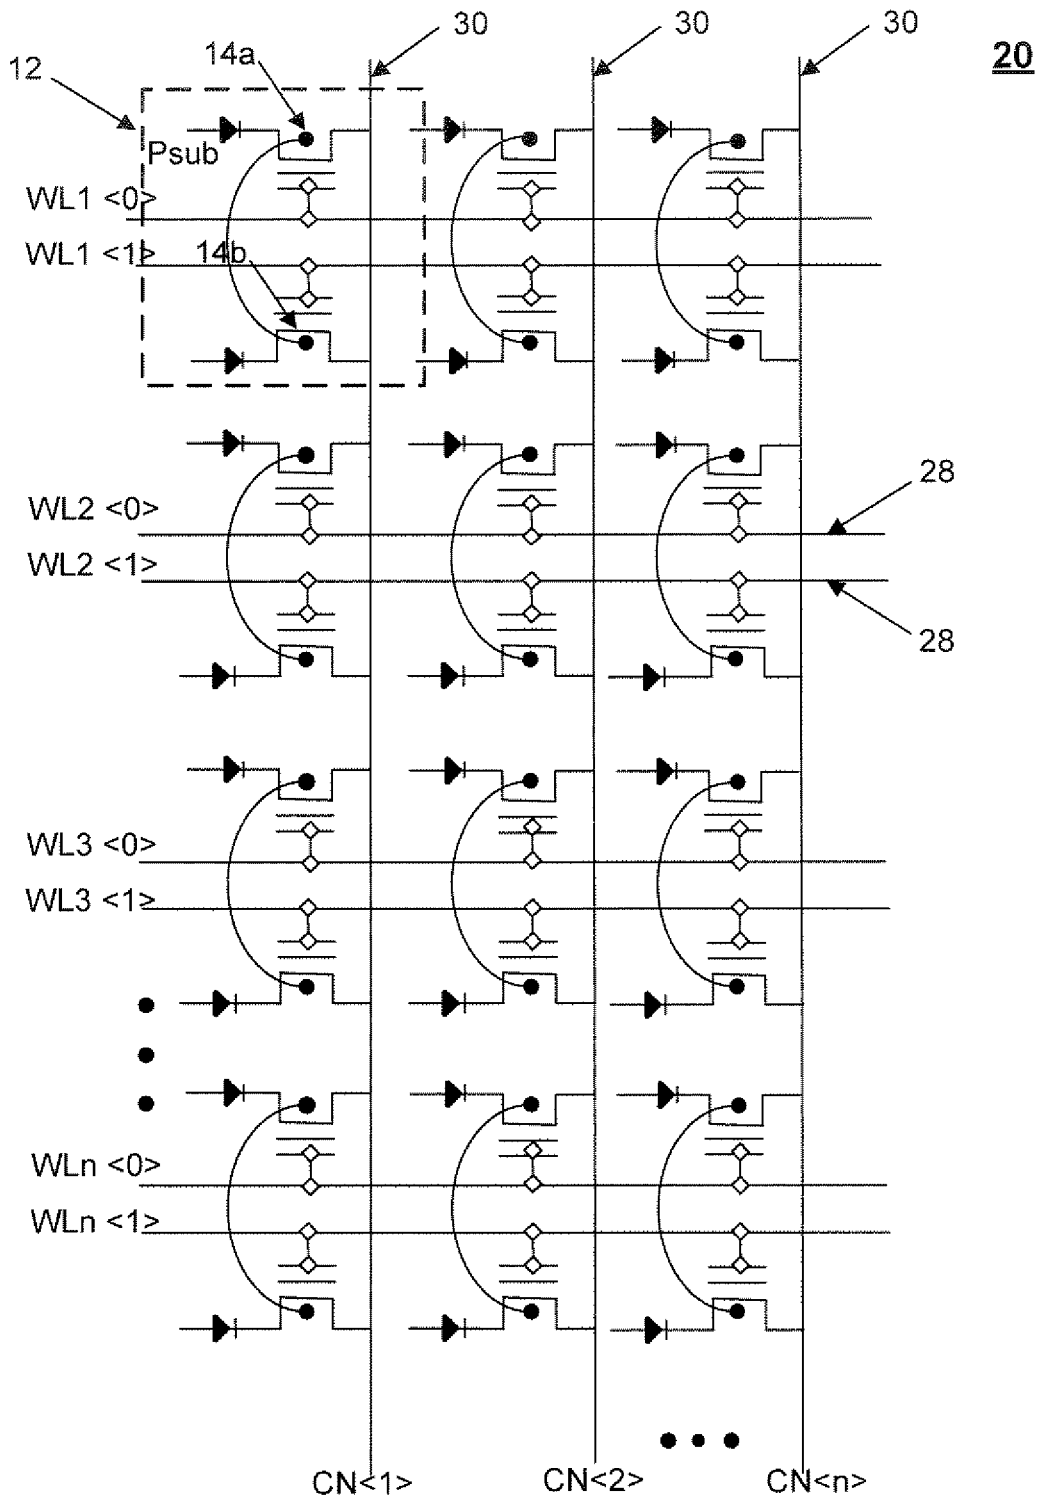 30
30
30
20
14a
12
Psub
WL1 <0>
WL1 <1>
14b
28
WL2 <0>
WL2 <1>
28
WL3 <0>
WL3 <1>
WLn <0>
WLn <1>
CN<1>
CN<2>
CN<n>